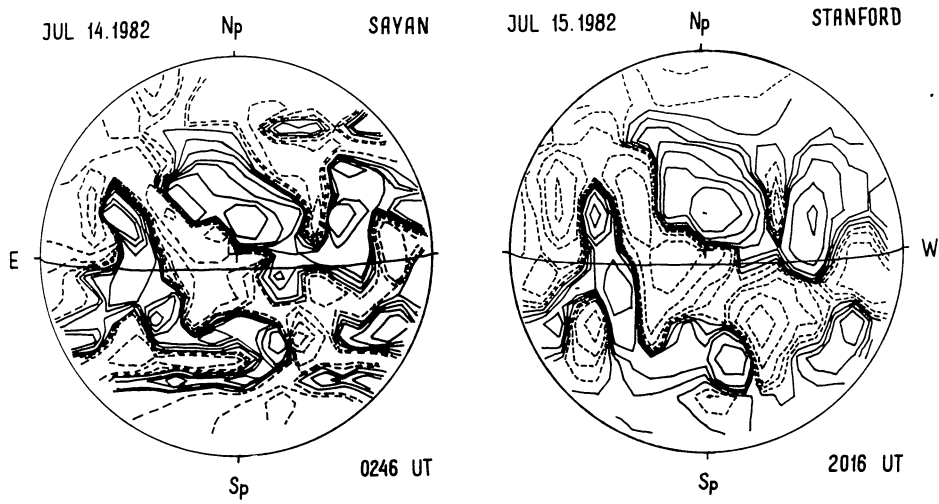 JUL 14.1982 Np SAYAN
E
Sp 0246 UT
JUL 15.1982 Np STANFORD
W
Sp 2016 UT